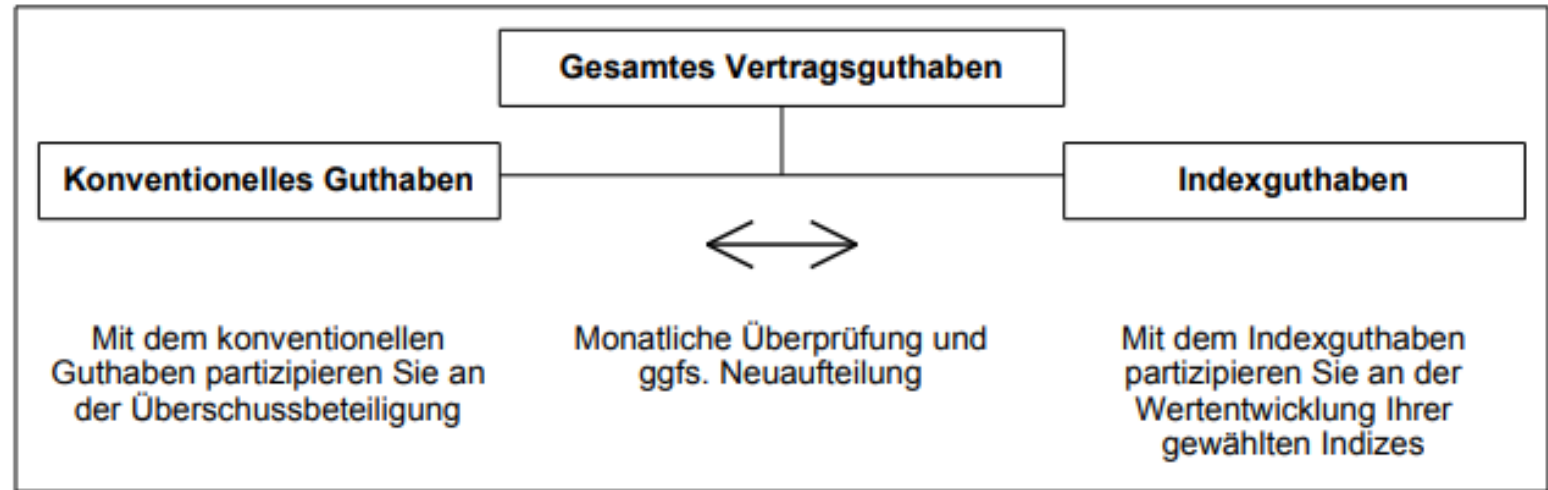 Gesamtes Vertragsguthaben
Konventionelles Guthaben
Indexguthaben
Mit dem konventionellen
Guthaben partizipieren Sie an
der Überschussbeteiligung
Monatliche Überprüfung und
ggfs. Neuaufteilung
Mit dem Indexguthaben
partizipieren Sie an der
Wertentwicklung Ihrer
gewählten Indizes